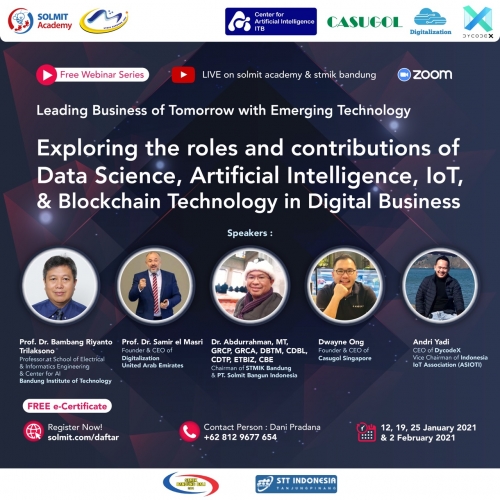 SOLMIT
Academy
Center for
Artificial Intelligence
ITB
CASUGOL
Digitalization
DYCODEX
Free Webinar Series
LIVE on solmit academy & stmik bandung
zoom
Leading Business of Tomorrow with Emerging Technology
Exploring the roles and contributions of
Data Science, Artificial Intelligence, IoT,
& Blockchain Technology in Digital Business
Speakers :
Prof. Dr. Bambang Riyanto
Trilaksono
Professor.at School of Electrical
& Informatics Engineering
& Center for AI
Bandung Institute of Technology
Prof. Dr. Samir el Masri
Founder & CEO of
Digitalization
United Arab Emirates
Dr. Abdurrahman, MT,
GRCP, GRCA, DBTM, CDBL,
CDTP, ETBIZ, CBE
Chairman of STMIK Bandung
& PT. Solmit Bangun Indonesia
Dwayne Ong
Founder & CEO of
Casugol Singapore
Andri Yadi
CEO of DycodeX
Vice Chairman of Indonesia
IoT Association (ASIOTI)
FREE e-Certificate
Register Now!
solmit.com/daftar
Contact Person : Dani Pradana
+62 812 9677 654
12, 19, 25 January 2021
& 2 February 2021
STT INDONESIA
TANJUNGPINANG